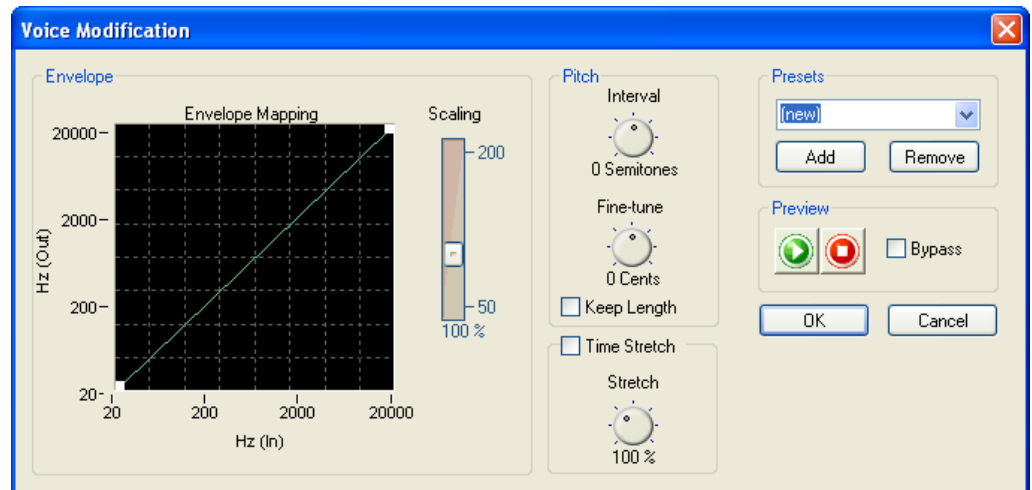 Voice Modification
Envelope
Envelope Mapping
20000
2000
200
20
Hz (Out)
20 200 2000 20000
Hz (In)
Scaling
200
50
100 %
Pitch
Interval
0 Semitones
Fine-tune
0 Cents
Keep Length
Time Stretch
Stretch
100 %
Presets
(new)
Add Remove
Preview
Bypass
OK Cancel